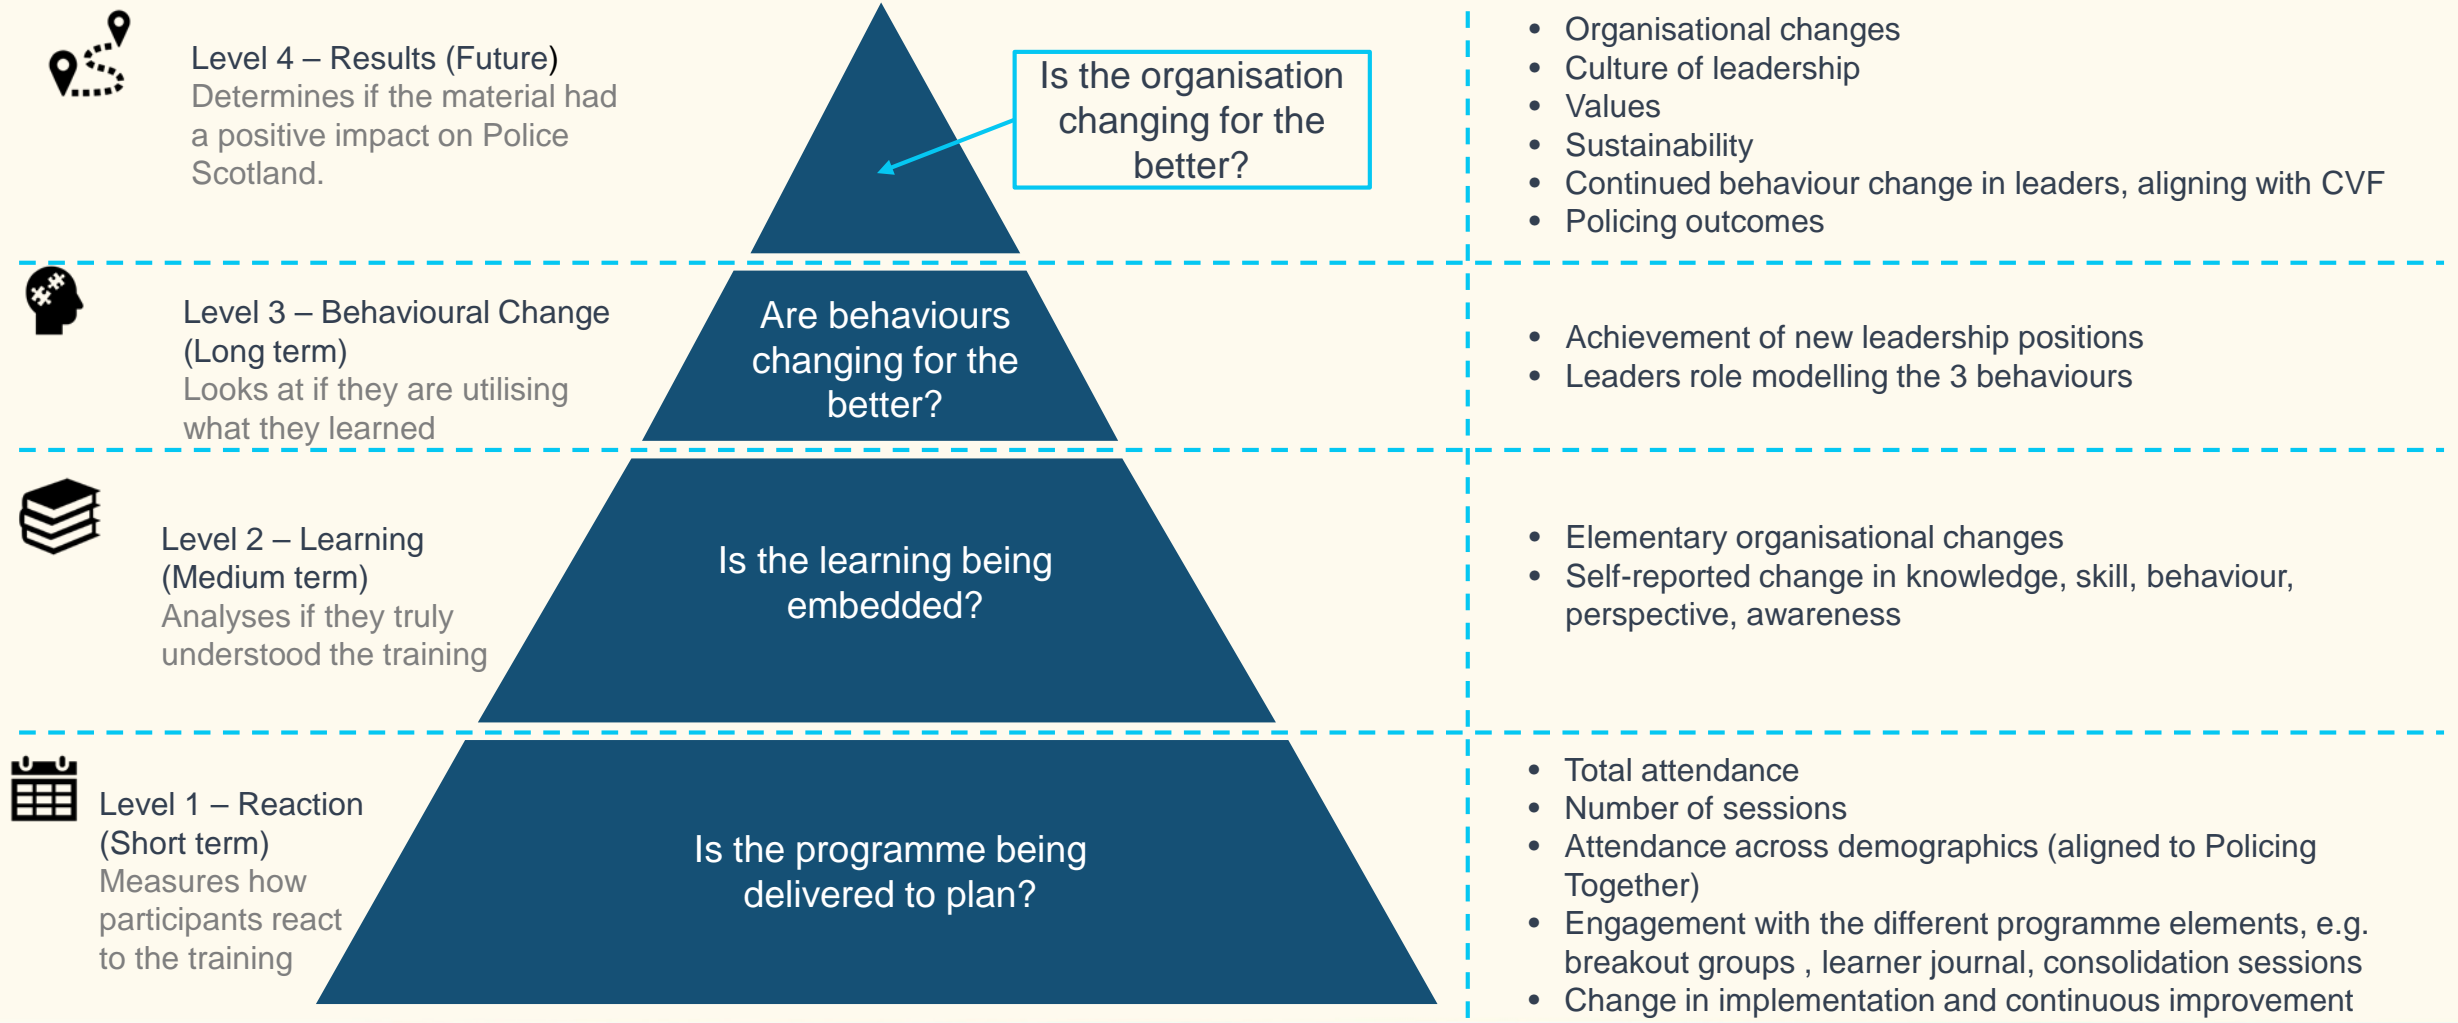 Level 4 – Results (Future)
Determines if the material had
a positive impact on Police
Scotland.
Is the organisation
changing for the
better?
• Organisational changes
• Culture of leadership
• Values
• Sustainability
• Continued behaviour change in leaders, aligning with CVF
• Policing outcomes
Level 3 – Behavioural Change
(Long term)
Looks at if they are utilising
what they learned
Are behaviours
changing for the
better?
• Achievement of new leadership positions
• Leaders role modelling the 3 behaviours
Level 2 – Learning
(Medium term)
Analyses if they truly
understood the training
Is the learning being
embedded?
• Elementary organisational changes
• Self-reported change in knowledge, skill, behaviour,
perspective, awareness
Level 1 – Reaction
(Short term)
Measures how
participants react
to the training
Is the programme being
delivered to plan?
• Total attendance
• Number of sessions
• Attendance across demographics (aligned to Policing
Together)
• Engagement with the different programme elements, e.g.
breakout groups , learner journal, consolidation sessions
• Change in implementation and continuous improvement